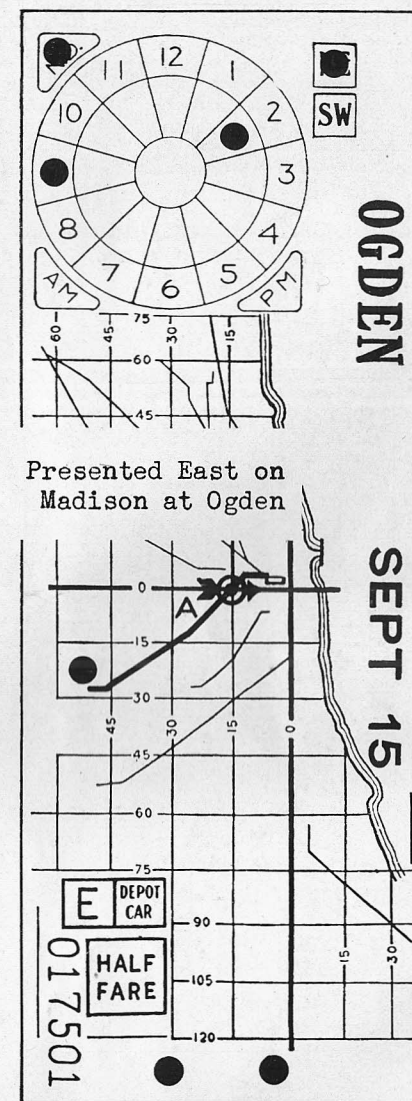 11 12 1
10 2
3
8 4
7 6 5
AM
PM
SW
OGDEN
75
60 45 30 15
60
45
Presented East on
Madison at Ogden
SEPT 15
0
A
15
30
45 30 15 0
45
60
75
90
105
120
15 30
E
DEPOT
CAR
HALF
FARE
017501